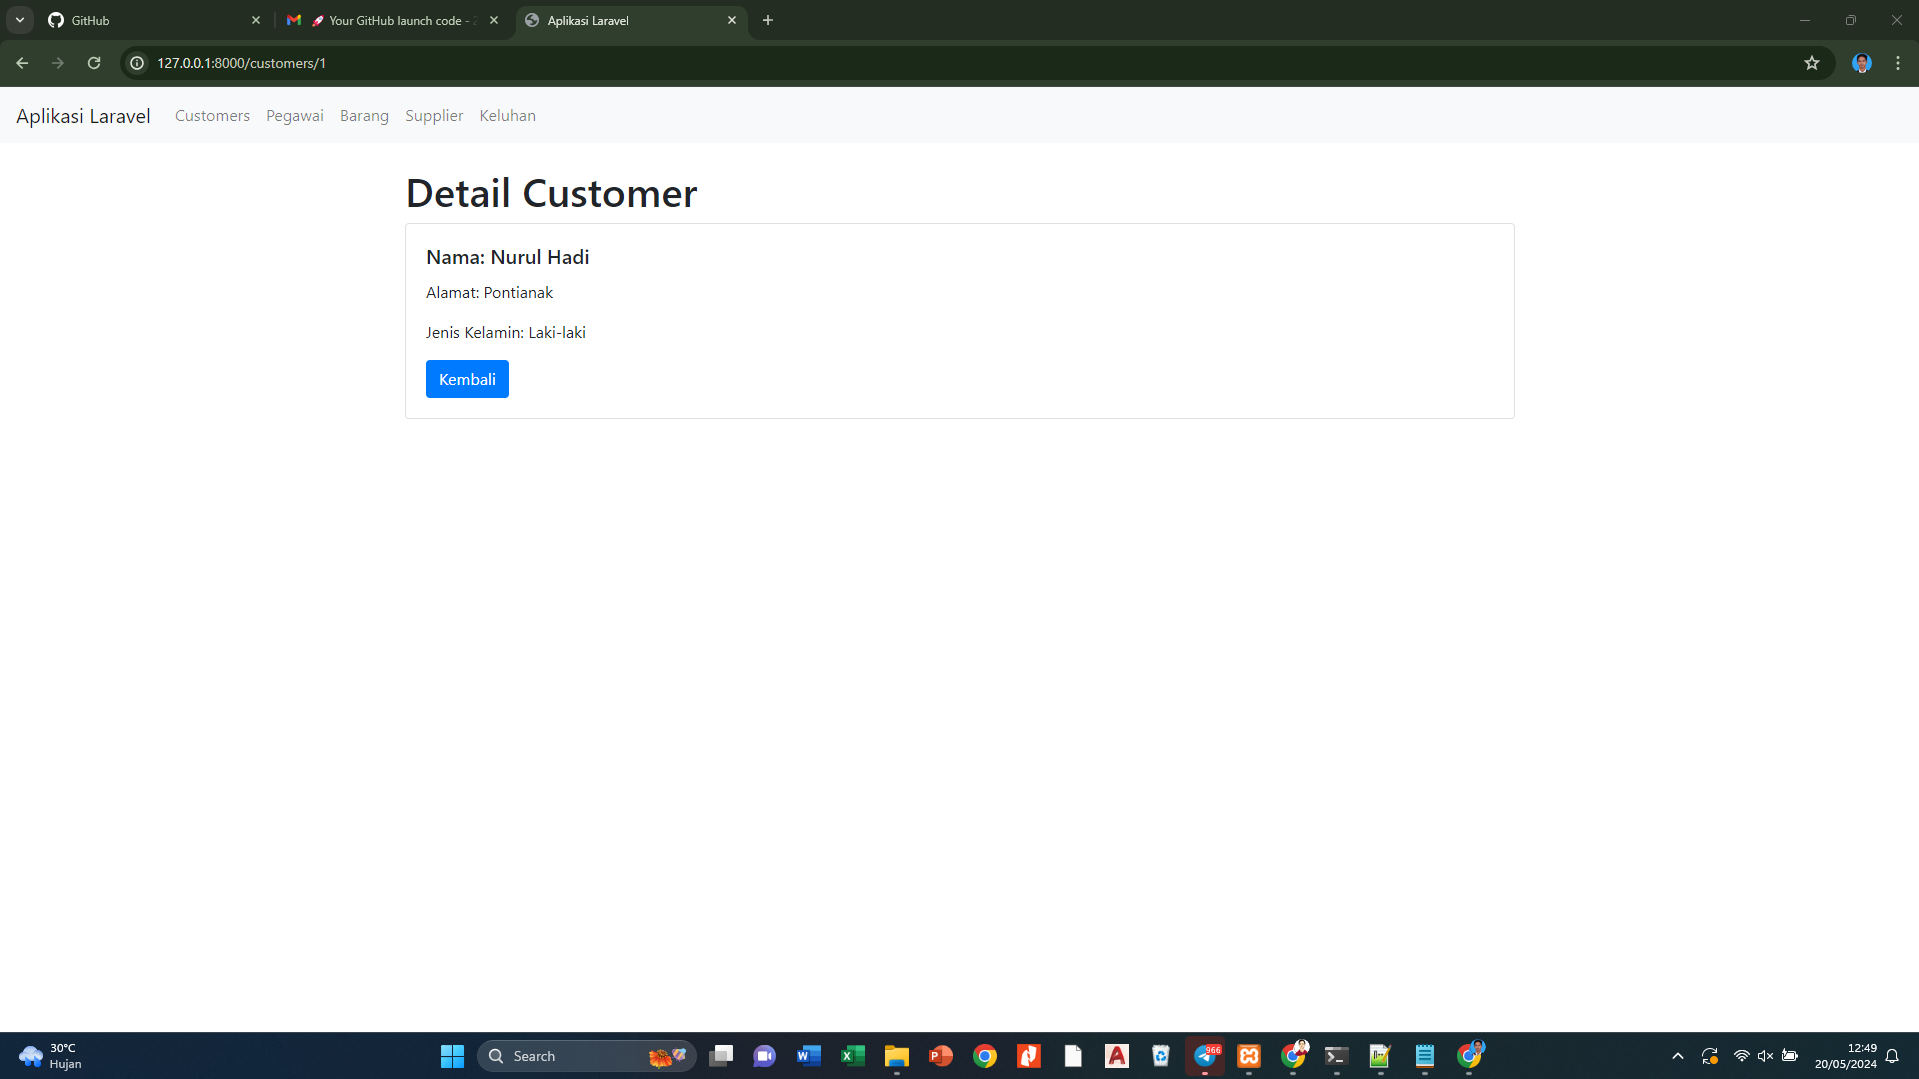 GitHub
Your GitHub launch code -
Aplikasi Laravel
127.0.0.1:8000/customers/1
Aplikasi Laravel
Customers
Pegawai
Barang
Supplier
Keluhan
Detail Customer
Nama: Nurul Hadi
Alamat: Pontianak
Jenis Kelamin: Laki-laki
Kembali
30°C
Hujan
Search
966
12:49
20/05/2024